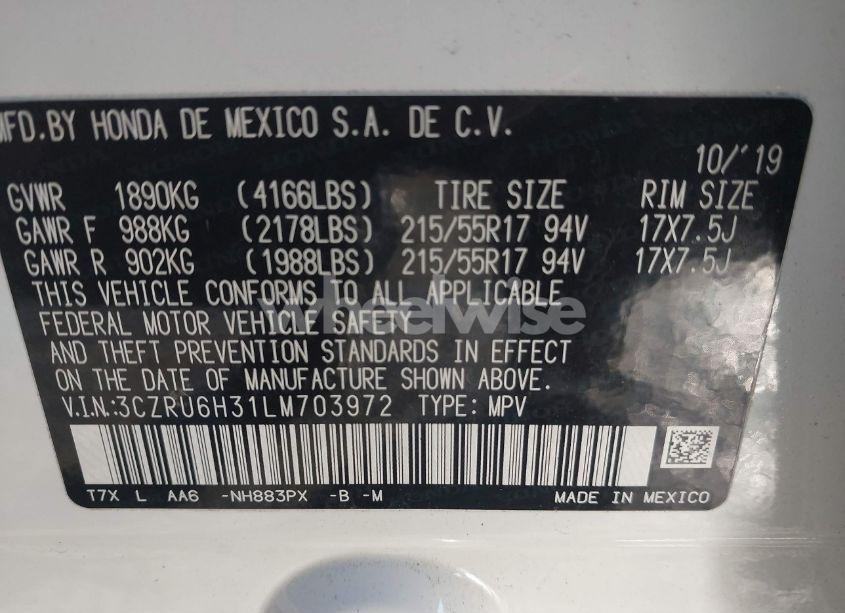 MFD.BY HONDA DE MEXICO S.A. DE C.V.
10/'19
GVWR 1890KG (4166LBS) TIRE SIZE RIM SIZE
GAWR F 988KG (2178LBS) 215/55R17 94V 17X7.5J
GAWR R 902KG (1988LBS) 215/55R17 94V 17X7.5J
THIS VEHICLE CONFORMS TO ALL APPLICABLE
FEDERAL MOTOR VEHICLE SAFETY
wheelwise
AND THEFT PREVENTION STANDARDS IN EFFECT
ON THE DATE OF MANUFACTURE SHOWN ABOVE.
V.I.N.:3CZRU6H31LM703972 TYPE: MPV
T7X L AA6 -NH883PX -B -M MADE IN MEXICO